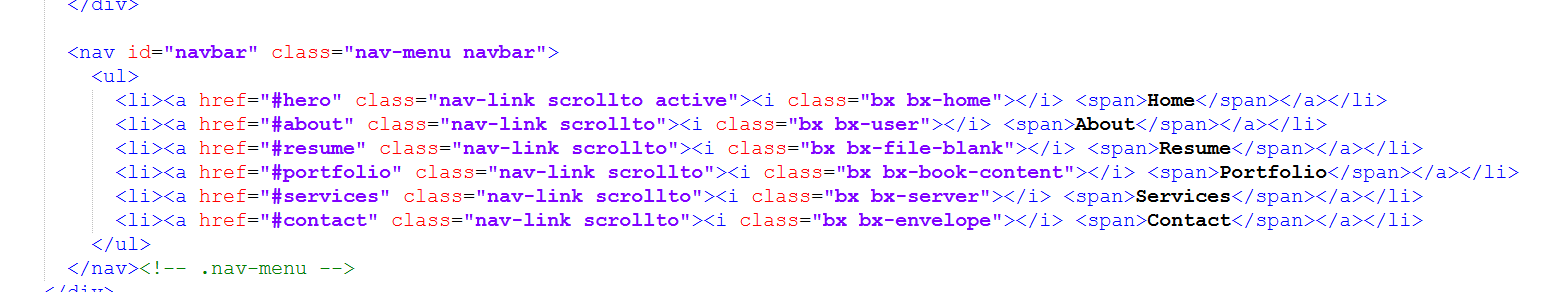 </div>
<nav id="navbar" class="nav-menu navbar">
<ul>
<li><a href="#hero" class="nav-link scrollto active"><i class="bx bx-home"></i> <span>Home</span></a></li>
<li><a href="#about" class="nav-link scrollto"><i class="bx bx-user"></i> <span>About</span></a></li>
<li><a href="#resume" class="nav-link scrollto"><i class="bx bx-file-blank"></i> <span>Resume</span></a></li>
<li><a href="#portfolio" class="nav-link scrollto"><i class="bx bx-book-content"></i> <span>Portfolio</span></a></li>
<li><a href="#services" class="nav-link scrollto"><i class="bx bx-server"></i> <span>Services</span></a></li>
<li><a href="#contact" class="nav-link scrollto"><i class="bx bx-envelope"></i> <span>Contact</span></a></li>
</ul>
</nav><!-- .nav-menu -->
</div>